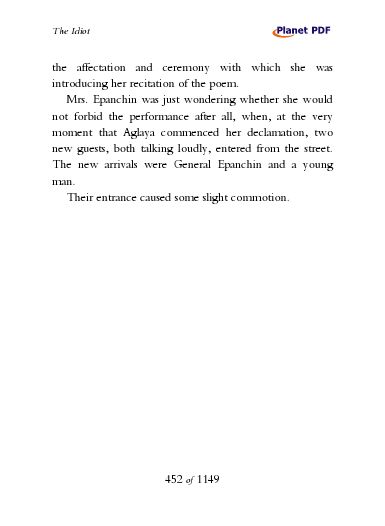 The Idiot
Planet PDF
the affectation and ceremony with which she was
introducing her recitation of the poem.
Mrs. Epanchin was just wondering whether she would
not forbid the performance after all, when, at the very
moment that Aglaya commenced her declamation, two
new guests, both talking loudly, entered from the street.
The new arrivals were General Epanchin and a young
man.
Their entrance caused some slight commotion.
452 of 1149